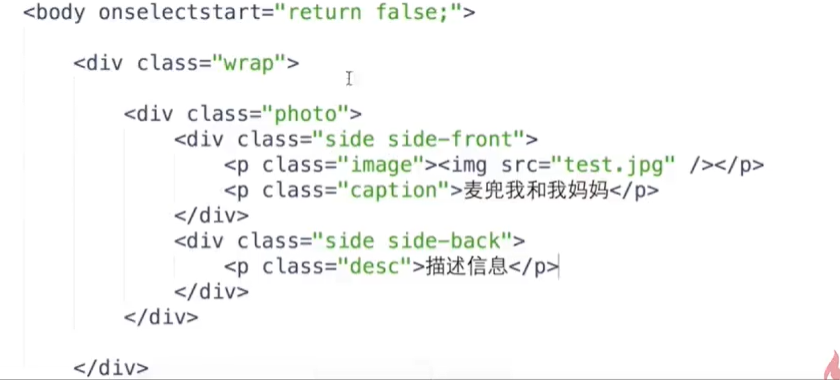 <body onselectstart="return false;">
<div class="wrap">
<div class="photo">
<div class="side side-front">
<p class="image"><img src="test.jpg" /></p>
<p class="caption">麦兜我和我妈妈</p>
</div>
<div class="side side-back">
<p class="desc">描述信息</p>
</div>
</div>
</div>